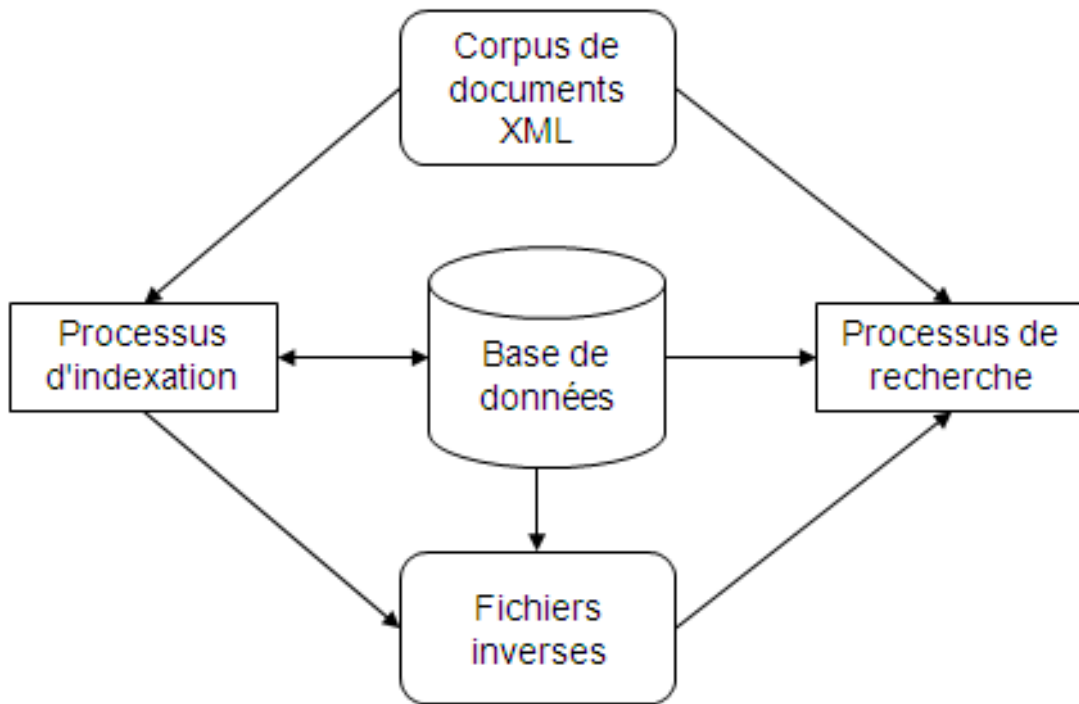 Corpus de
documents
XML
Processus
d'indexation
Base de
données
Processus de
recherche
Fichiers
inverses